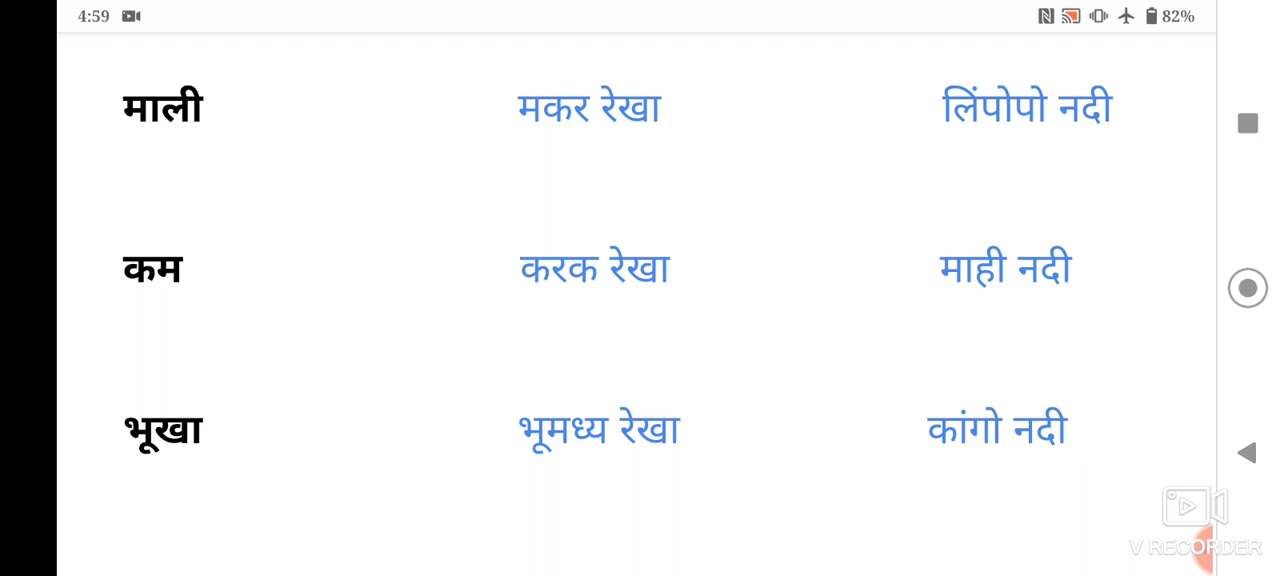 4:59 82%
माली मकर रेखा लिंपोपो नदी
कम करक रेखा माही नदी
भूखा भूमध्य रेखा कांगो नदी
V RECORDER